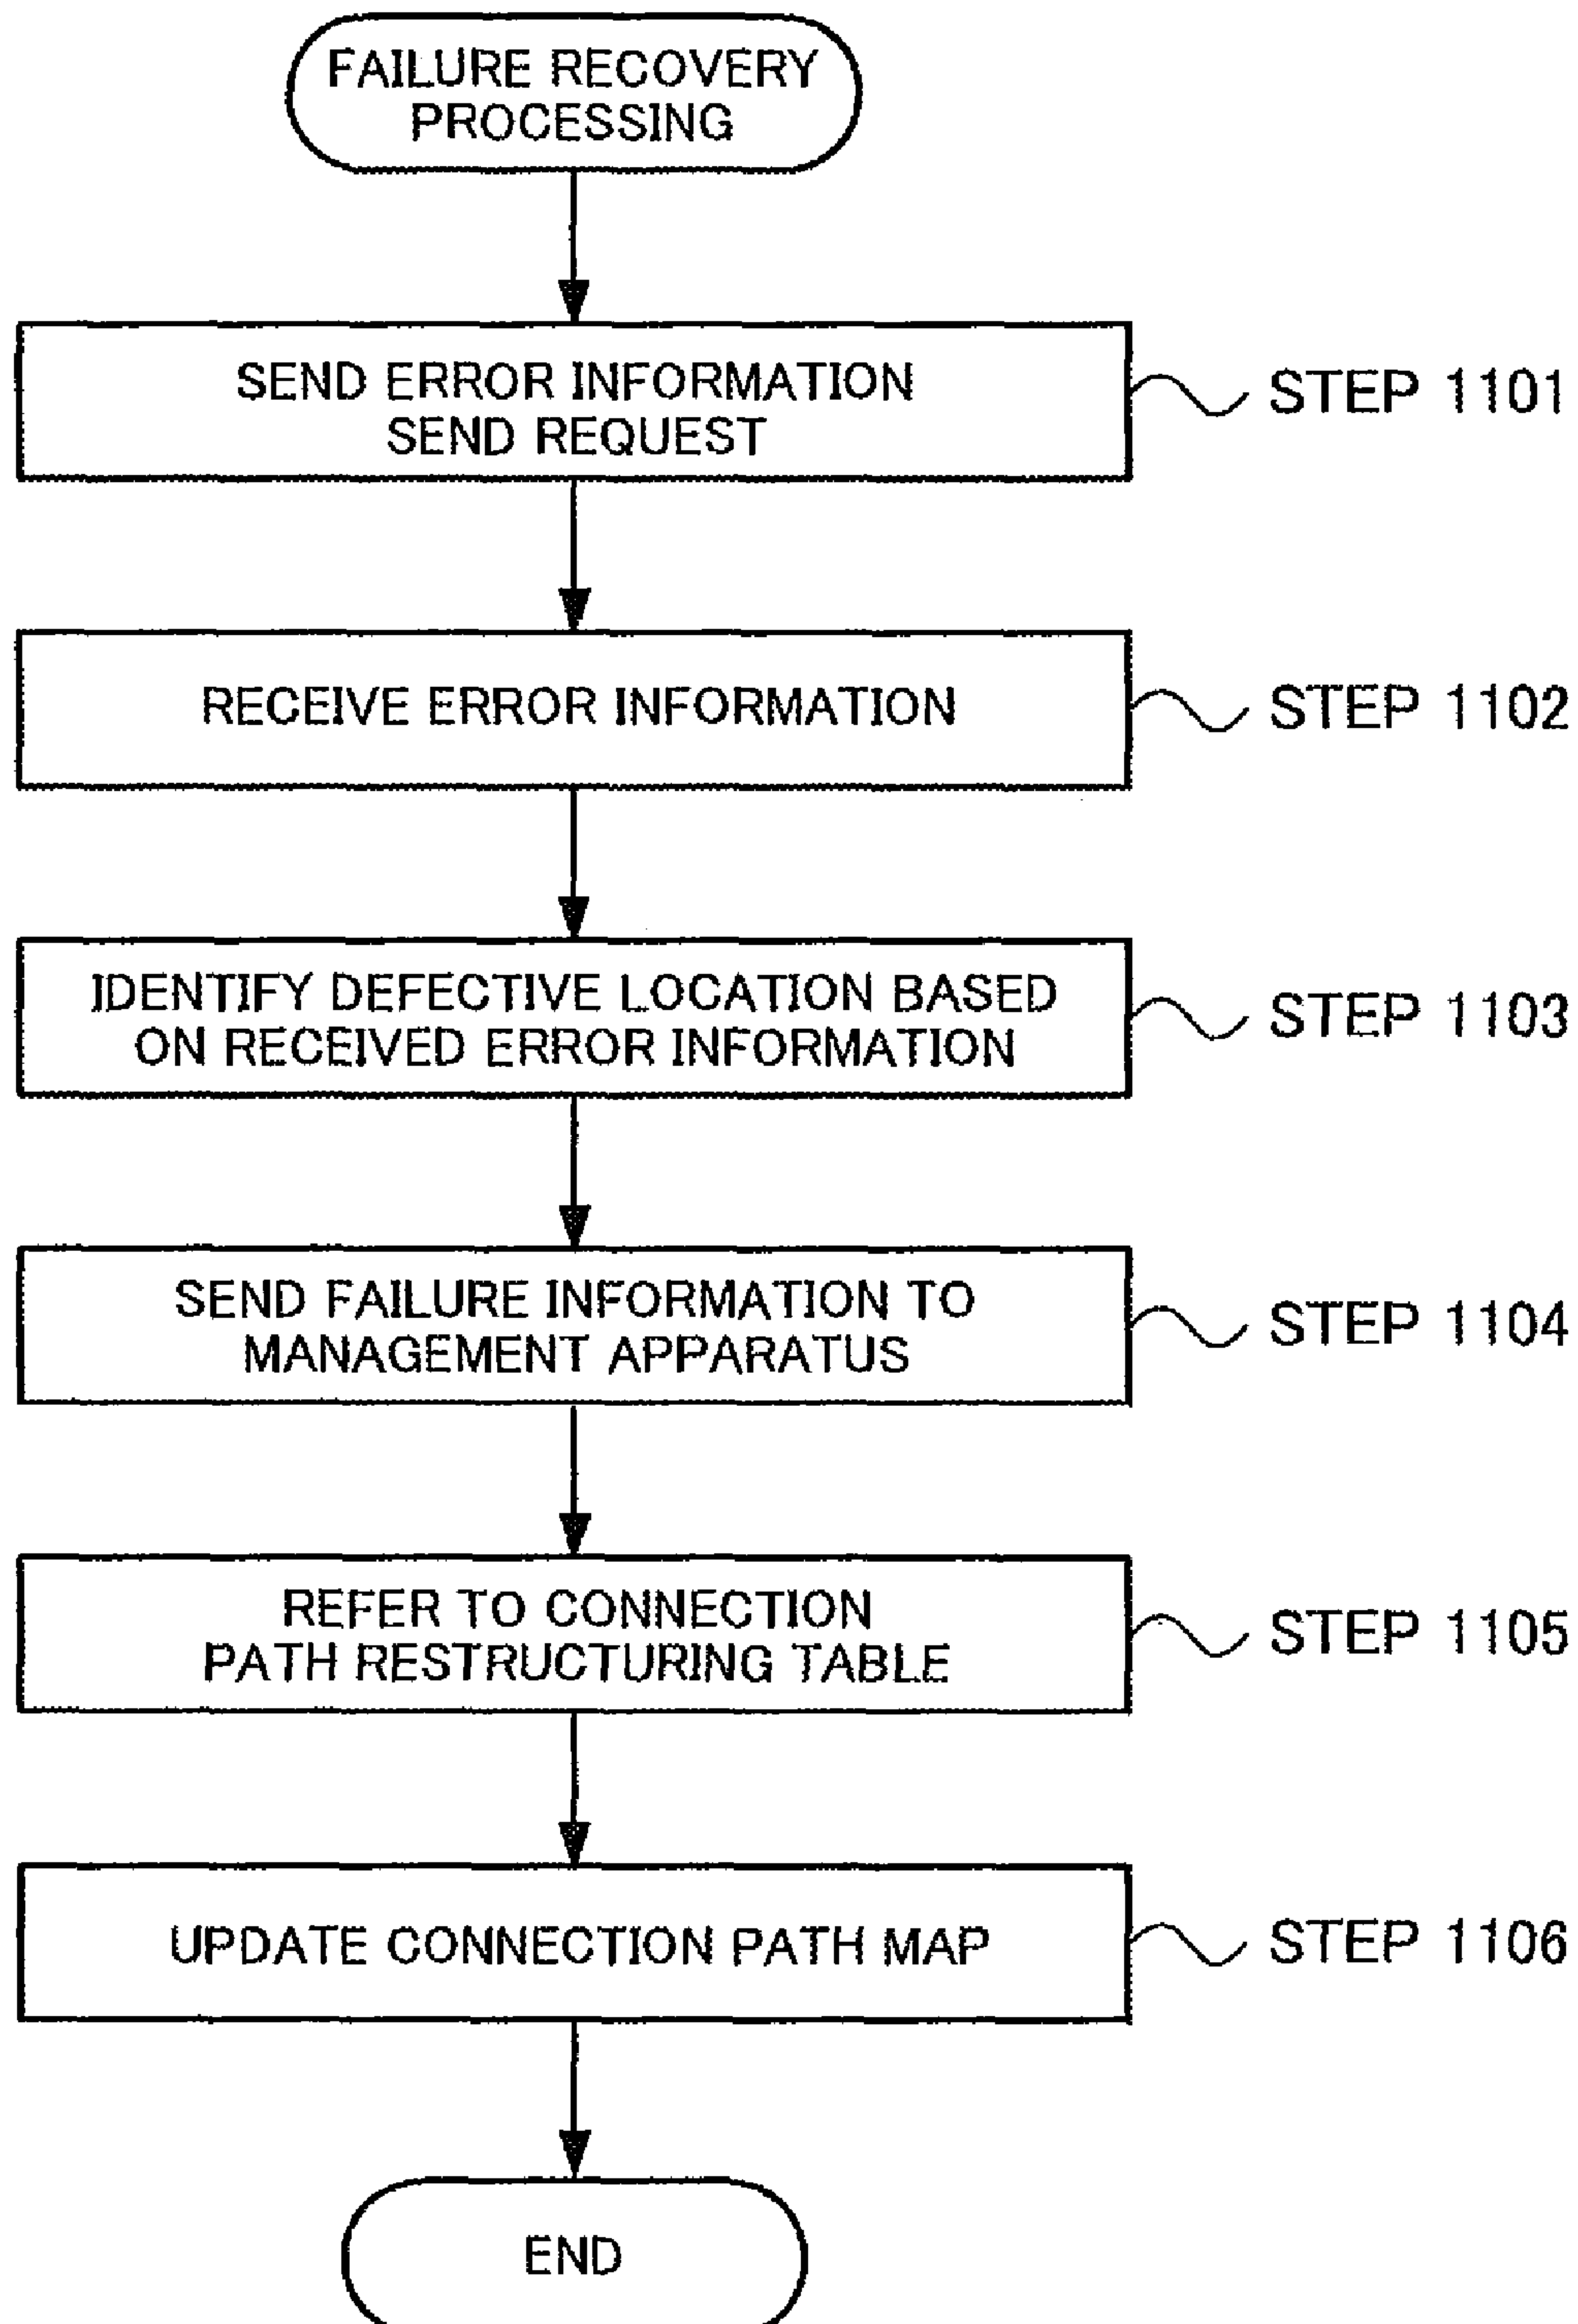 FAILURE RECOVERY
PROCESSING
SEND ERROR INFORMATION
SEND REQUEST
STEP 1101
RECEIVE ERROR INFORMATION
STEP 1102
IDENTIFY DEFECTIVE LOCATION BASED
ON RECEIVED ERROR INFORMATION
STEP 1103
SEND FAILURE INFORMATION TO
MANAGEMENT APPARATUS
STEP 1104
REFER TO CONNECTION
PATH RESTRUCTURING TABLE
STEP 1105
UPDATE CONNECTION PATH MAP
STEP 1106
END